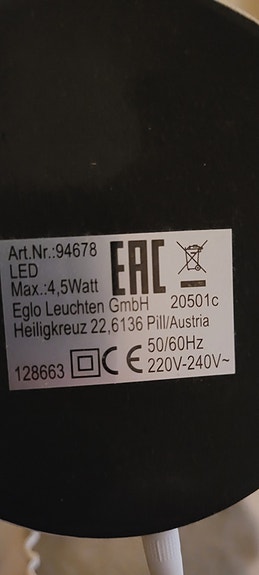 Art.Nr.:94678
LED
Max.:4,5Watt
EAC
Eglo Leuchten GmbH 20501c
Heiligkreuz 22,6136 Pill/Austria
128663 CE 50/60Hz
220V-240V~